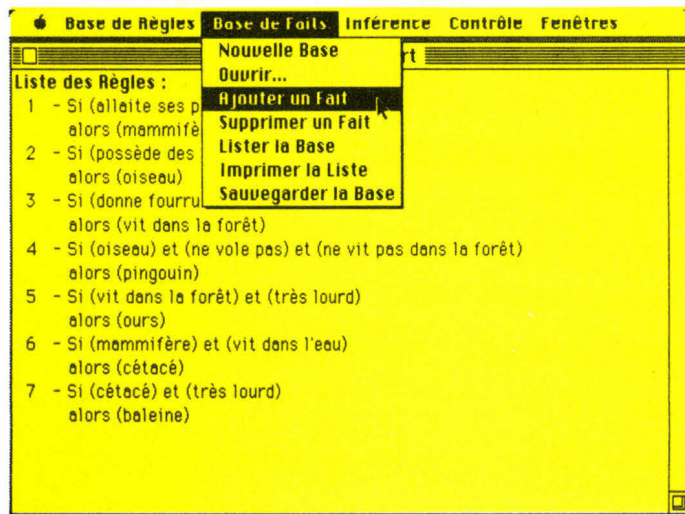 Base de Règles Base de Faits Inférence Contrôle Fenêtres
Nouvelle Base
Ouvrir...
Ajouter un Fait
Supprimer un Fait
Lister la Base
Imprimer la Liste
Sauvegarder la Base
rt
Liste des Règles :
1 - Si (allaite ses p
alors (mammifè
2 - Si (possède des
alors (oiseau)
3 - Si (donne fourru
alors (vit dans la forêt)
4 - Si (oiseau) et (ne vole pas) et (ne vit pas dans la forêt)
alors (pingouin)
5 - Si (vit dans la forêt) et (très lourd)
alors (ours)
6 - Si (mammifère) et (vit dans l'eau)
alors (cétacé)
7 - Si (cétacé) et (très lourd)
alors (baleine)